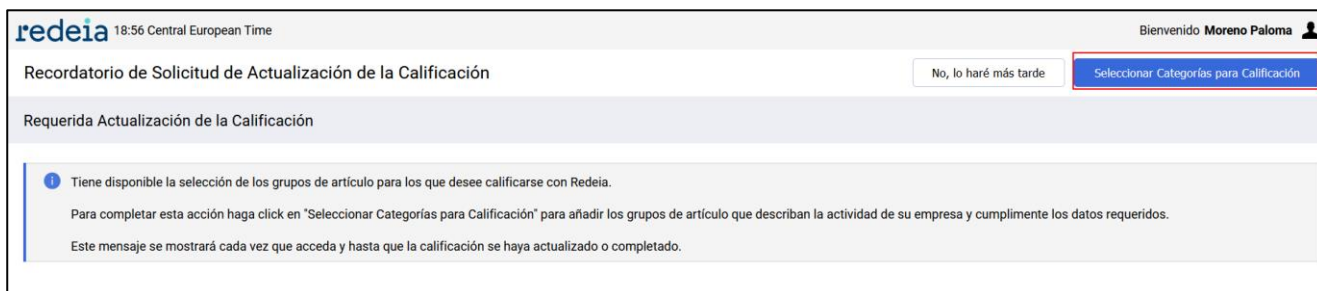 redeia 18:56 Central European Time
Bienvenido Moreno Paloma
Recordatorio de Solicitud de Actualización de la Calificación
No, lo haré más tarde
Seleccionar Categorías para Calificación
Requerida Actualización de la Calificación
Tiene disponible la selección de los grupos de artículo para los que desee calificarse con Redeia.
Para completar esta acción haga click en "Seleccionar Categorías para Calificación" para añadir los grupos de artículo que describan la actividad de su empresa y cumplimente los datos requeridos.
Este mensaje se mostrará cada vez que acceda y hasta que la calificación se haya actualizado o completado.